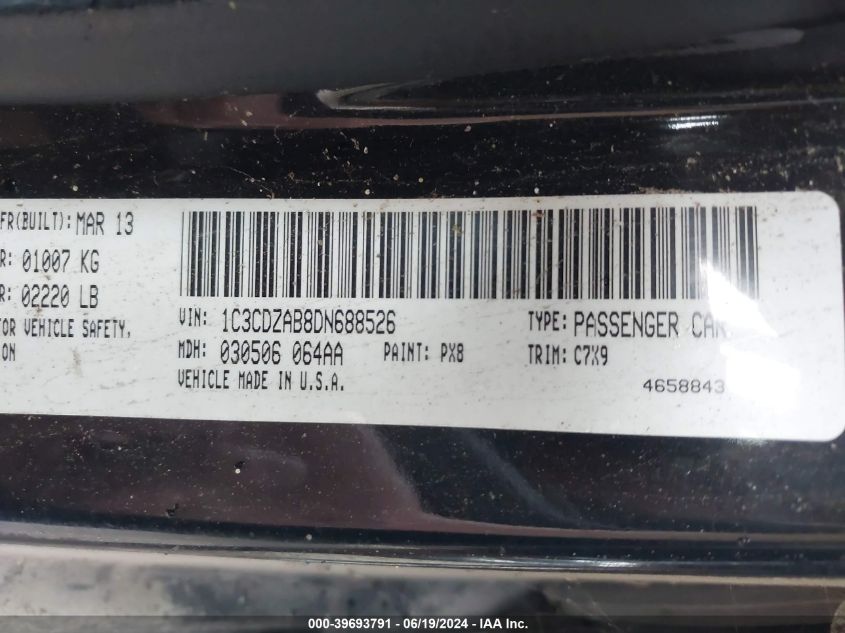 FR(BUILT): MAR 13
R: 01007 KG
R: 02220 LB
OR VEHICLE SAFETY,
ON
VIN: 1C3CDZAB8DN688526 TYPE: PASSENGER CAR
MDH: 030506 064AA PAINT: PX8 TRIM: C7X9
VEHICLE MADE IN U.S.A. 4658843
000-39693791 / 06/19/2024 - IAA Inc.